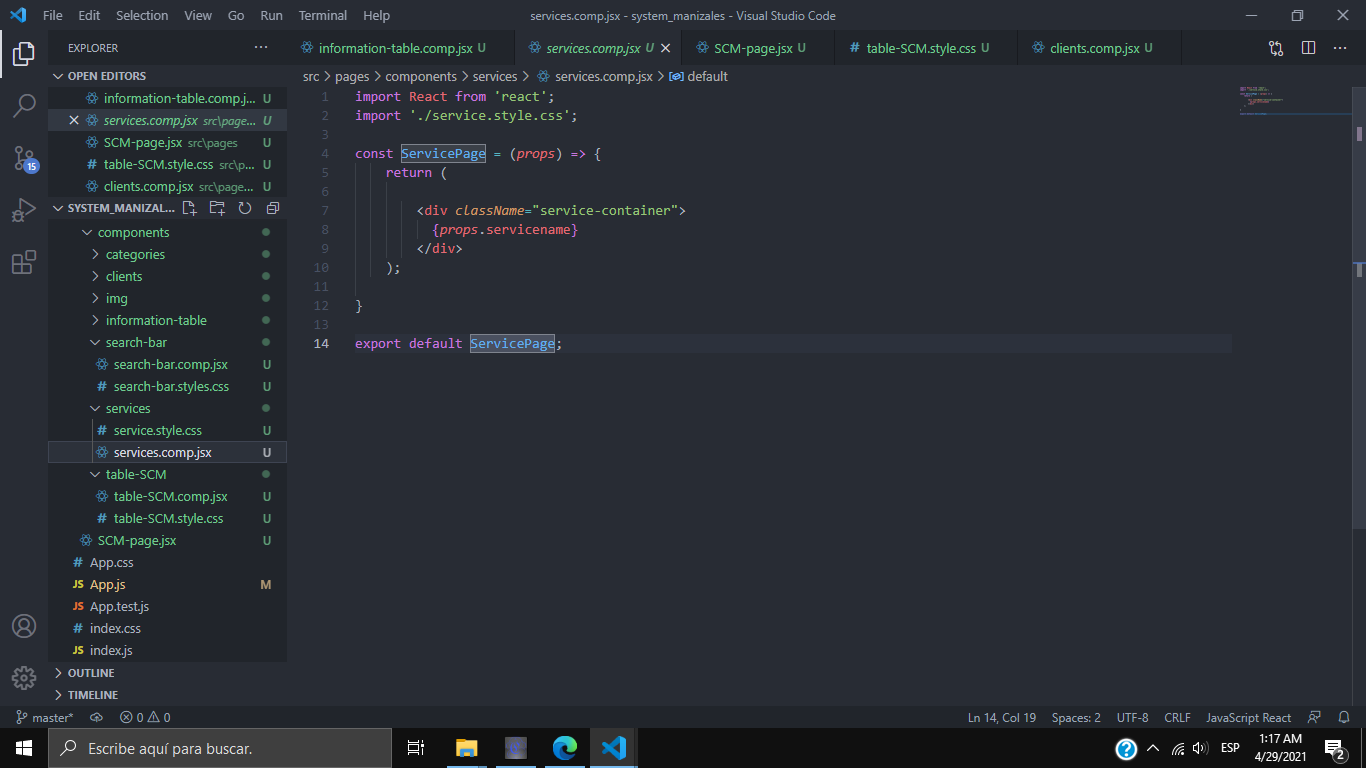 File Edit Selection View Go Run Terminal Help services.comp.jsx - system_manizales - Visual Studio Code
EXPLORER ···
information-table.comp.jsx U services.comp.jsx U SCM-page.jsx U table-SCM.style.css U clients.comp.jsx U
OPEN EDITORS
information-table.comp.j... U
services.comp.jsx src\page... U
SCM-page.jsx src\pages U
table-SCM.style.css src\p... U
clients.comp.jsx src\page... U
SYSTEM_MANIZAL...
components
categories
clients
img
information-table
search-bar
search-bar.comp.jsx U
# search-bar.styles.css U
services
# service.style.css U
services.comp.jsx U
table-SCM
table-SCM.comp.jsx U
# table-SCM.style.css U
SCM-page.jsx U
# App.css
JS App.js M
JS App.test.js
# index.css
JS index.js
OUTLINE
TIMELINE
15
src > pages > components > services > services.comp.jsx > default
1 import React from 'react';
2 import './service.style.css';
3
4 const ServicePage = (props) => {
5 return (
6
7 <div className="service-container">
8 {props.servicename}
9 </div>
10 );
11
12 }
13
14 export default ServicePage;
master* 0 0 Ln 14, Col 19 Spaces: 2 UTF-8 CRLF JavaScript React
Escribe aquí para buscar. ESP 1:17 AM
4/29/2021 2